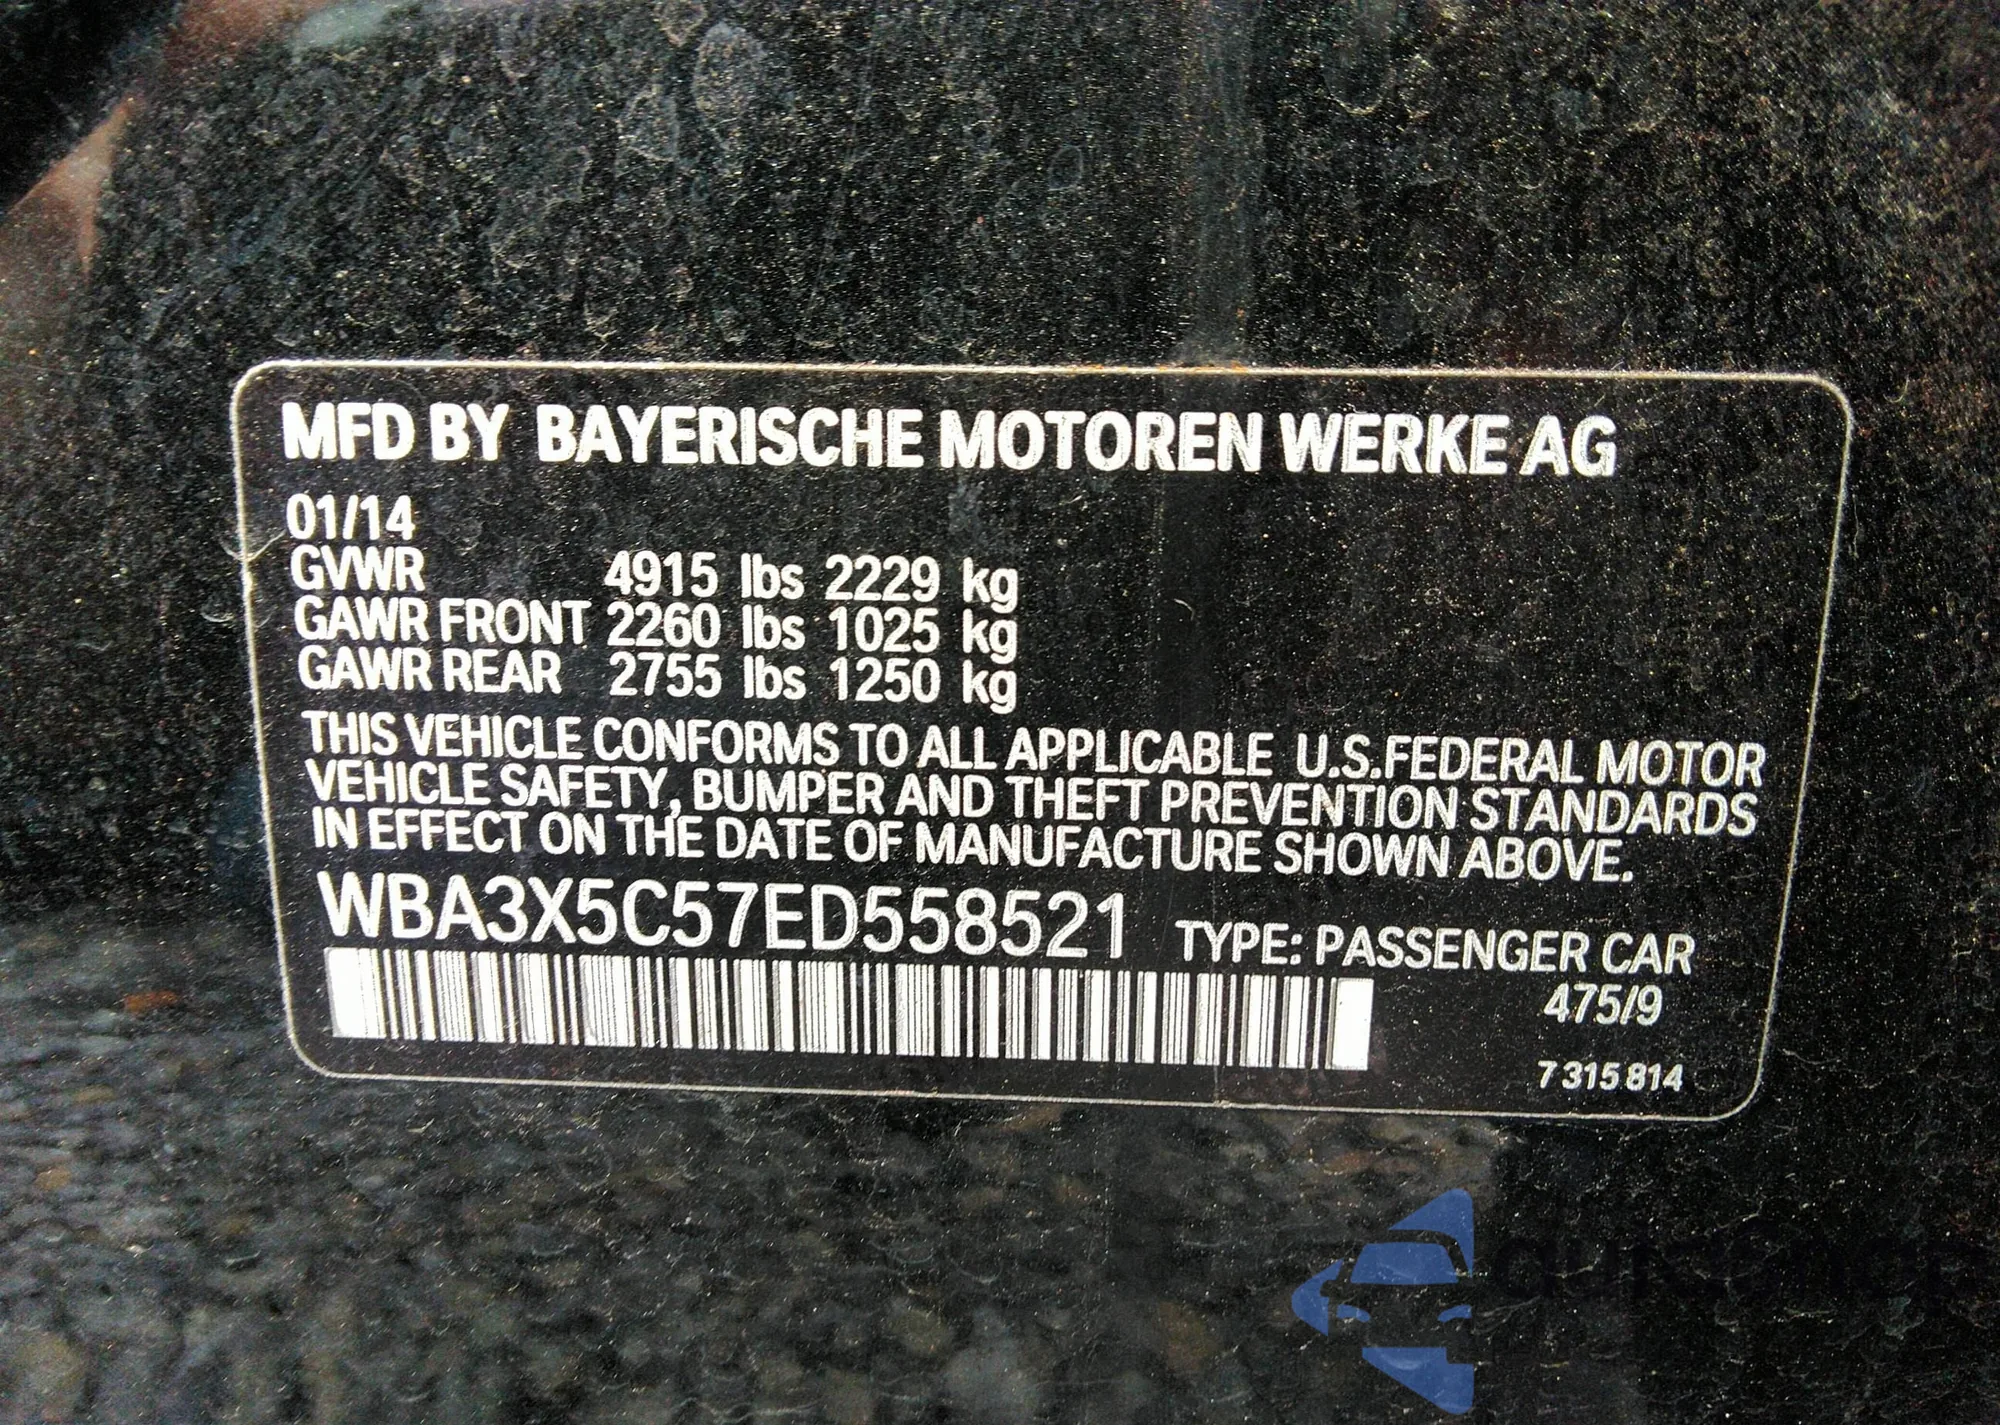 MFD BY BAYERISCHE MOTOREN WERKE AG
01/14
GVWR 4915 lbs 2229 kg
GAWR FRONT 2260 lbs 1025 kg
GAWR REAR 2755 lbs 1250 kg
THIS VEHICLE CONFORMS TO ALL APPLICABLE U.S.FEDERAL MOTOR
VEHICLE SAFETY, BUMPER AND THEFT PREVENTION STANDARDS
IN EFFECT ON THE DATE OF MANUFACTURE SHOWN ABOVE.
WBA3X5C57ED558521 TYPE: PASSENGER CAR
475/9
7 315 814